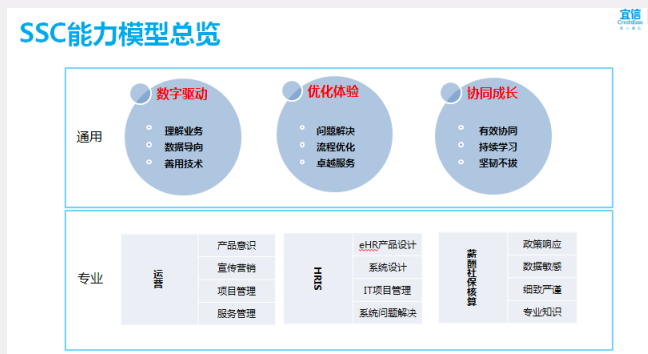 SSC能力模型总览
宜信
CreditEase
通用
数字驱动
理解业务
数据导向
善用技术
优化体验
问题解决
流程优化
卓越服务
协同成长
有效协同
持续学习
坚韧不拔
专业
运营
产品意识
宣传营销
项目管理
服务管理
HRIS
eHR产品设计
系统设计
IT项目管理
系统问题解决
薪酬社保核算
政策响应
数据敏感
细致严谨
专业知识